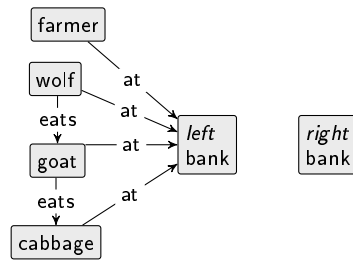 farmer
at
wolf
at
eats
left
bank
right
bank
goat
at
eats
at
cabbage